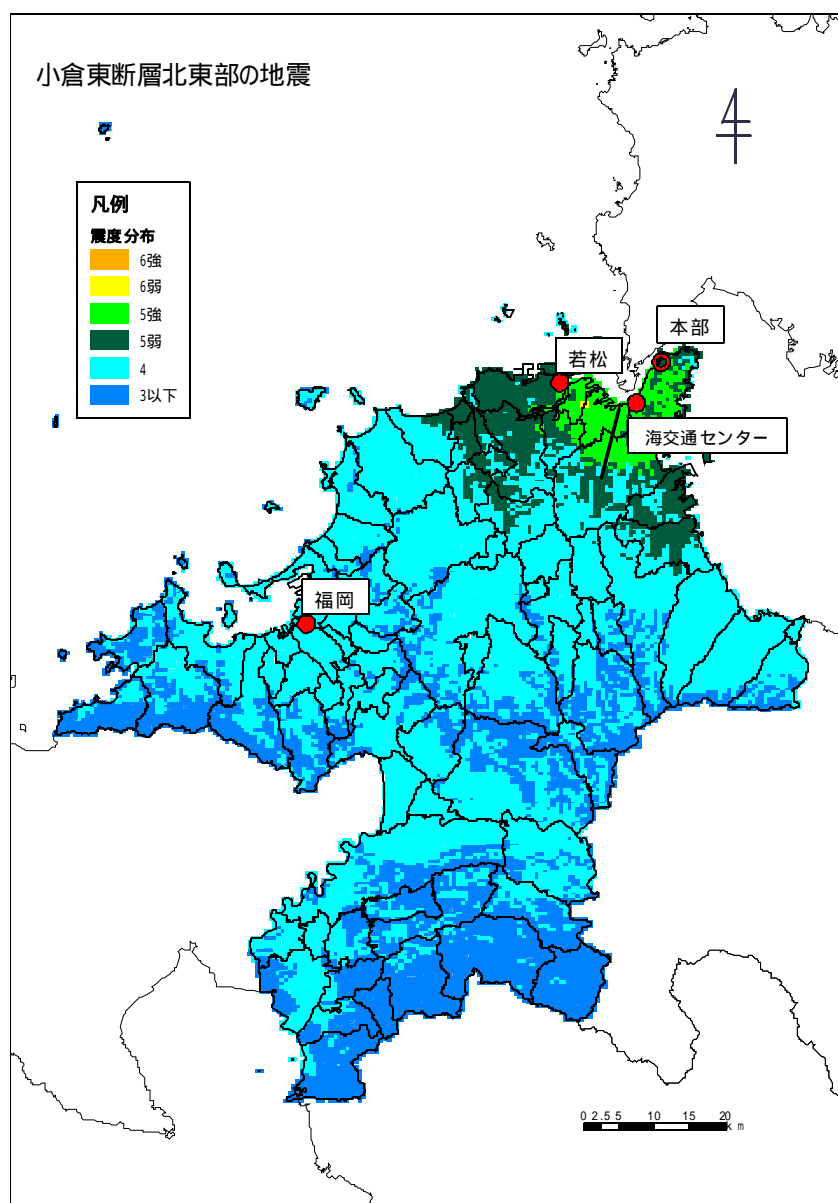 小倉東断層北東部の地震
凡例
震度分布
6強
6弱
5強
5弱
4
3以下
本部
若松
海交通センター
福岡
0 2.5 5 10 15 20
km